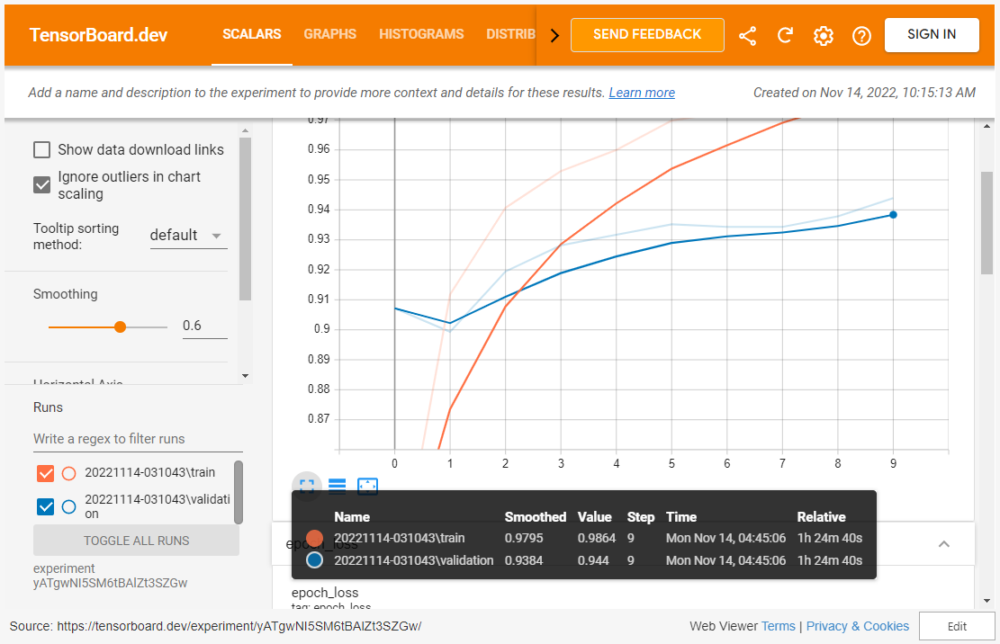 TensorBoard.dev SCALARS GRAPHS HISTOGRAMS DISTRIB SEND FEEDBACK SIGN IN
Add a name and description to the experiment to provide more context and details for these results. Learn more Created on Nov 14, 2022, 10:15:13 AM
Show data download links
Ignore outliers in chart
scaling
Tooltip sorting
method:
default
Smoothing
0.6
Horizontal Axis
Runs
Write a regex to filter runs
20221114-031043\train
20221114-031043\validati
on
TOGGLE ALL RUNS
experiment
yATgwNI5SM6tBAlZt3SZGw
0.97
0.96
0.95
0.94
0.93
0.92
0.91
0.9
0.89
0.88
0.87
0 1 2 3 4 5 6 7 8 9
Name Smoothed Value Step Time Relative
20221114-031043\train 0.9795 0.9864 9 Mon Nov 14, 04:45:06 1h 24m 40s
20221114-031043\validation 0.9384 0.944 9 Mon Nov 14, 04:45:06 1h 24m 40s
epoch_loss
epoch_loss
tag: epoch_loss
Source: https://tensorboard.dev/experiment/yATgwNI5SM6tBAlZt3SZGw/ Web Viewer Terms | Privacy & Cookies Edit